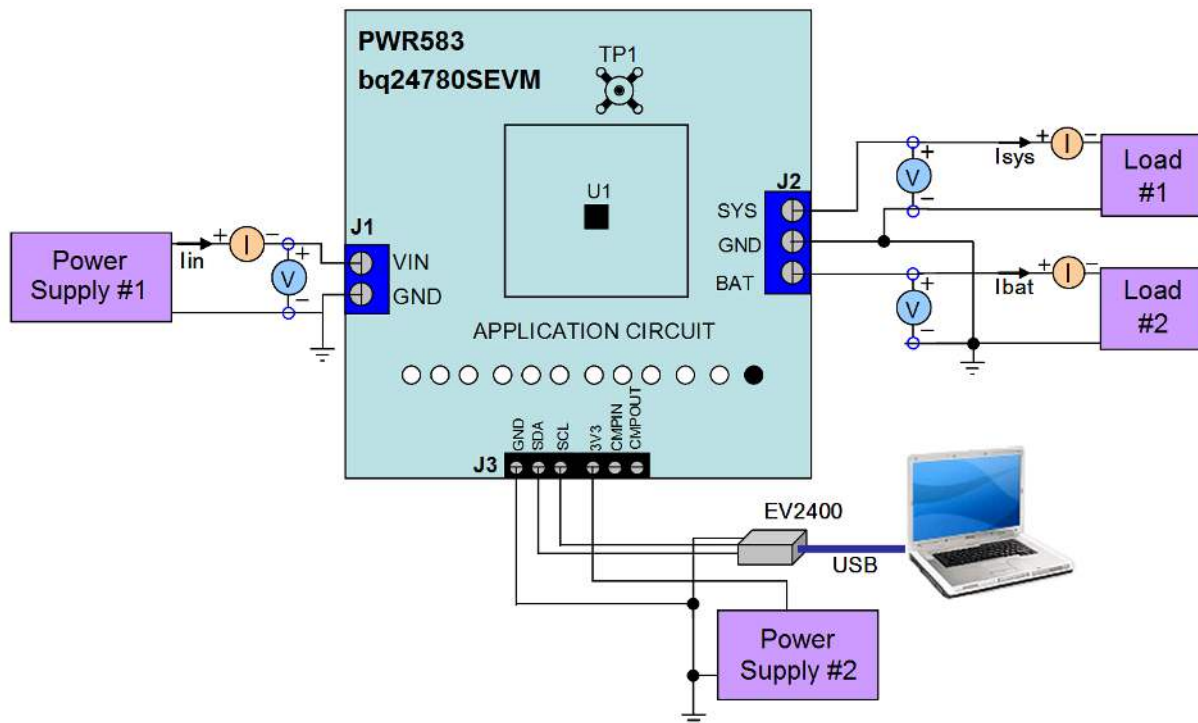 PWR583
bq24780SEVM
TP1
U1
J1
VIN
GND
J2
SYS
GND
BAT
APPLICATION CIRCUIT
GND
SDA
SCL
3V3
CMPIN
CMPOUT
J3
Power
Supply #1
+ I -
Iin
+
V
-
+
V
-
Isys
+ I -
Load
#1
+
V
-
Ibat
+ I -
Load
#2
EV2400
USB
Power
Supply #2